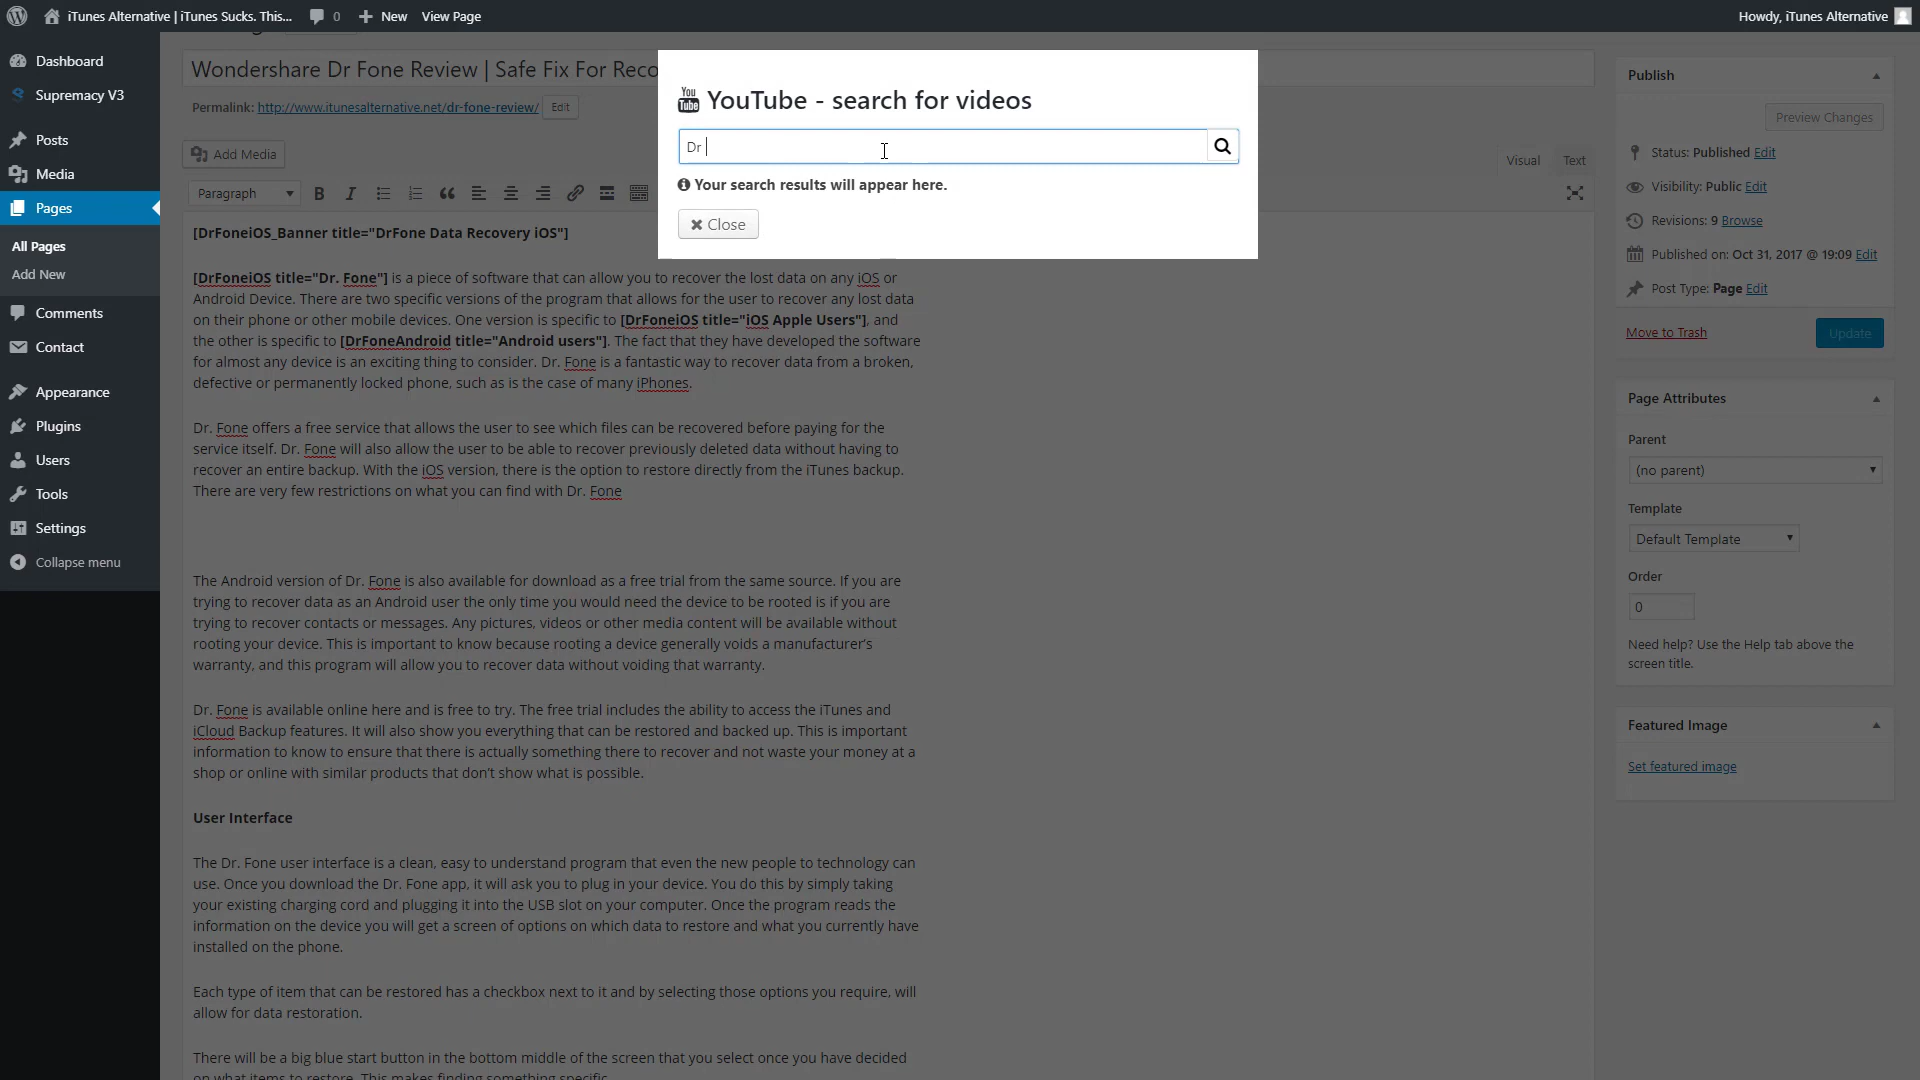 iTunes Alternative | iTunes Sucks. This... 0 New View Page Howdy, iTunes Alternative
Dashboard
Supremacy V3
Posts
Media
Pages
All Pages
Add New
Comments
Contact
Appearance
Plugins
Users
Tools
Settings
Collapse menu
Wondershare Dr Fone Review | Safe Fix For Reco
Permalink: http://www.itunesalternative.net/dr-fone-review/ Edit
Add Media
Visual Text
Paragraph
You Tube YouTube - search for videos
Dr
Your search results will appear here.
Close
[DrFoneiOS_Banner title="DrFone Data Recovery iOS"]
[DrFoneiOS title="Dr. Fone"] is a piece of software that can allow you to recover the lost data on any iOS or
Android Device. There are two specific versions of the program that allows for the user to recover any lost data
on their phone or other mobile devices. One version is specific to [DrFoneiOS title="iOS Apple Users"], and
the other is specific to [DrFoneAndroid title="Android users"]. The fact that they have developed the software
for almost any device is an exciting thing to consider. Dr. Fone is a fantastic way to recover data from a broken,
defective or permanently locked phone, such as is the case of many iPhones.
Dr. Fone offers a free service that allows the user to see which files can be recovered before paying for the
service itself. Dr. Fone will also allow the user to be able to recover previously deleted data without having to
recover an entire backup. With the iOS version, there is the option to restore directly from the iTunes backup.
There are very few restrictions on what you can find with Dr. Fone
The Android version of Dr. Fone is also available for download as a free trial from the same source. If you are
trying to recover data as an Android user the only time you would need the device to be rooted is if you are
trying to recover contacts or messages. Any pictures, videos or other media content will be available without
rooting your device. This is important to know because rooting a device generally voids a manufacturer's
warranty, and this program will allow you to recover data without voiding that warranty.
Dr. Fone is available online here and is free to try. The free trial includes the ability to access the iTunes and
iCloud Backup features. It will also show you everything that can be restored and backed up. This is important
information to know to ensure that there is actually something there to recover and not waste your money at a
shop or online with similar products that don't show what is possible.
User Interface
The Dr. Fone user interface is a clean, easy to understand program that even the new people to technology can
use. Once you download the Dr. Fone app, it will ask you to plug in your device. You do this by simply taking
your existing charging cord and plugging it into the USB slot on your computer. Once the program reads the
information on the device you will get a screen of options on which data to restore and what you currently have
installed on the phone.
Each type of item that can be restored has a checkbox next to it and by selecting those options you require, will
allow for data restoration.
There will be a big blue start button in the bottom middle of the screen that you select once you have decided
on what items to restore. This makes finding something specific
Publish
Preview Changes
Status: Published Edit
Visibility: Public Edit
Revisions: 9 Browse
Published on: Oct 31, 2017 @ 19:09 Edit
Post Type: Page Edit
Move to Trash Update
Page Attributes
Parent
(no parent)
Template
Default Template
Order
0
Need help? Use the Help tab above the
screen title.
Featured Image
Set featured image